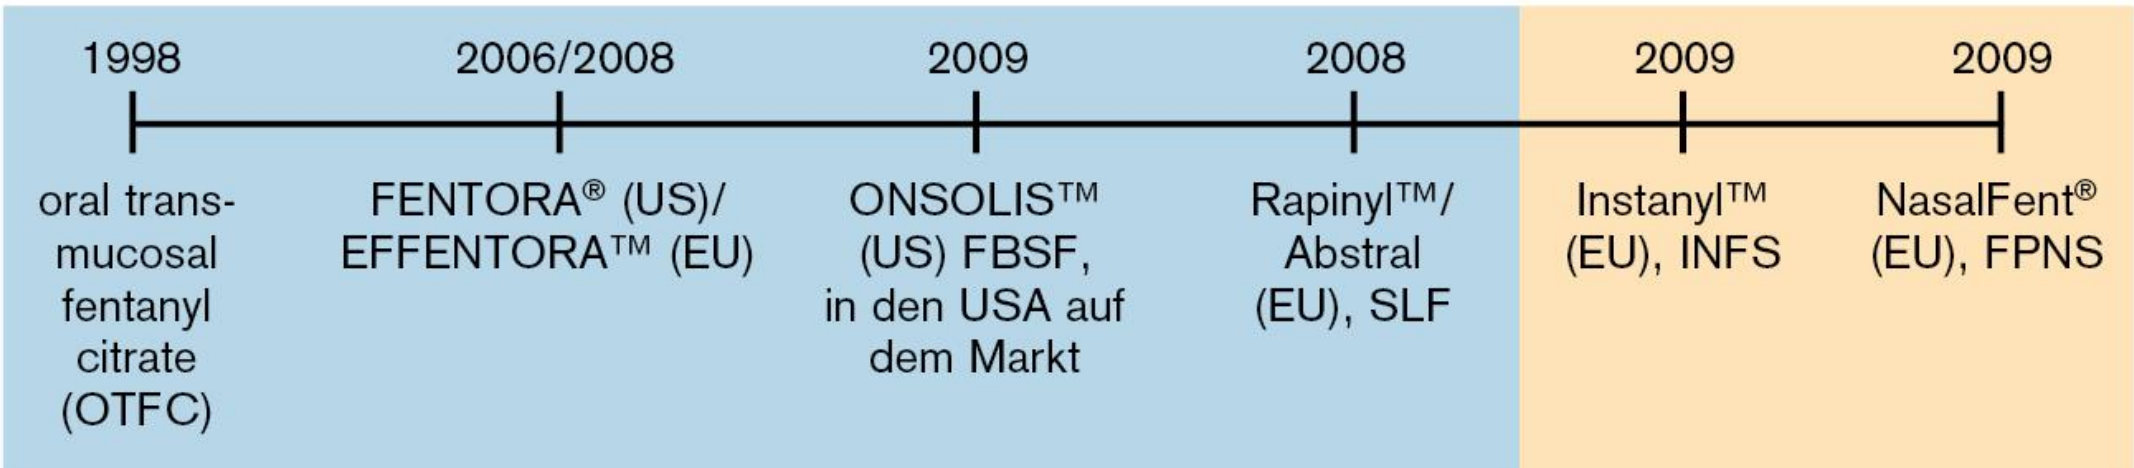 1998
oral trans-
mucosal
fentanyl
citrate
(OTFC)
2006/2008
FENTORA® (US)/
EFFENTORA™ (EU)
2009
ONSOLIS™
(US) FBSF,
in den USA auf
dem Markt
2008
Rapinyl™/
Abstral
(EU), SLF
2009
Instanyl™
(EU), INFS
2009
NasalFent®
(EU), FPNS